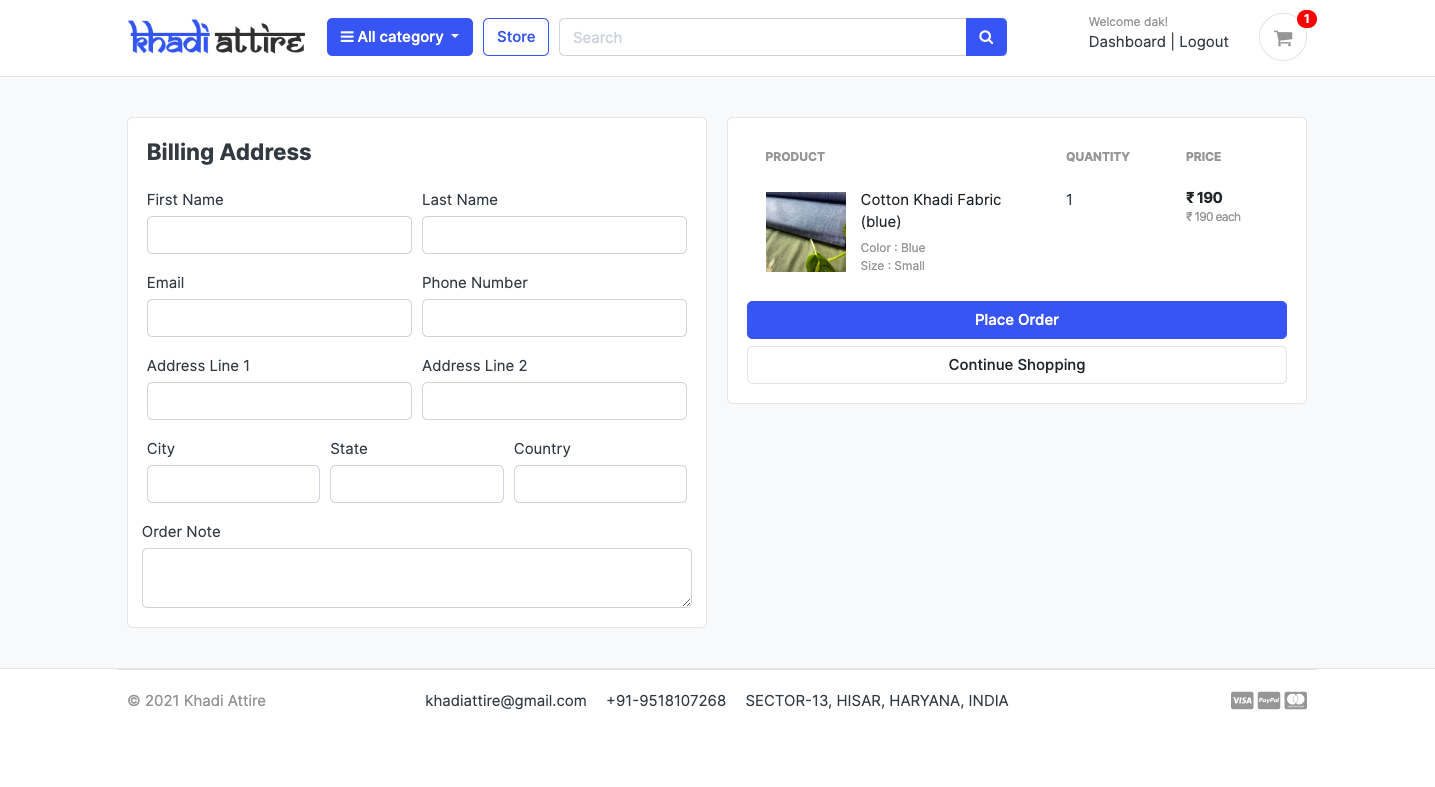 khadi attire
All category
Store
Search
Welcome dak!
Dashboard | Logout
1
Billing Address
First Name
Last Name
Email
Phone Number
Address Line 1
Address Line 2
City
State
Country
Order Note
PRODUCT
QUANTITY
PRICE
Cotton Khadi Fabric
(blue)
Color : Blue
Size : Small
1
₹ 190
₹ 190 each
Place Order
Continue Shopping
© 2021 Khadi Attire
khadiattire@gmail.com
+91-9518107268
SECTOR-13, HISAR, HARYANA, INDIA
VISA
PayPal